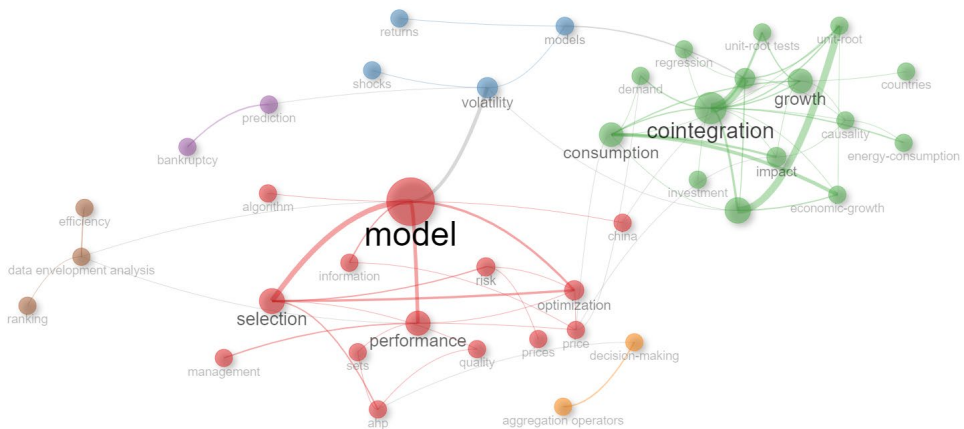 returns
models
unit-root tests
unit-root
regression
shocks
demand
countries
volatility
growth
prediction
cointegration
causality
consumption
energy-consumption
bankruptcy
impact
investment
algorithm
economic-growth
efficiency
china
model
data envelopment analysis
information
risk
optimization
ranking
selection
performance
price
prices
decision-making
management
sets
quality
ahp
aggregation operators